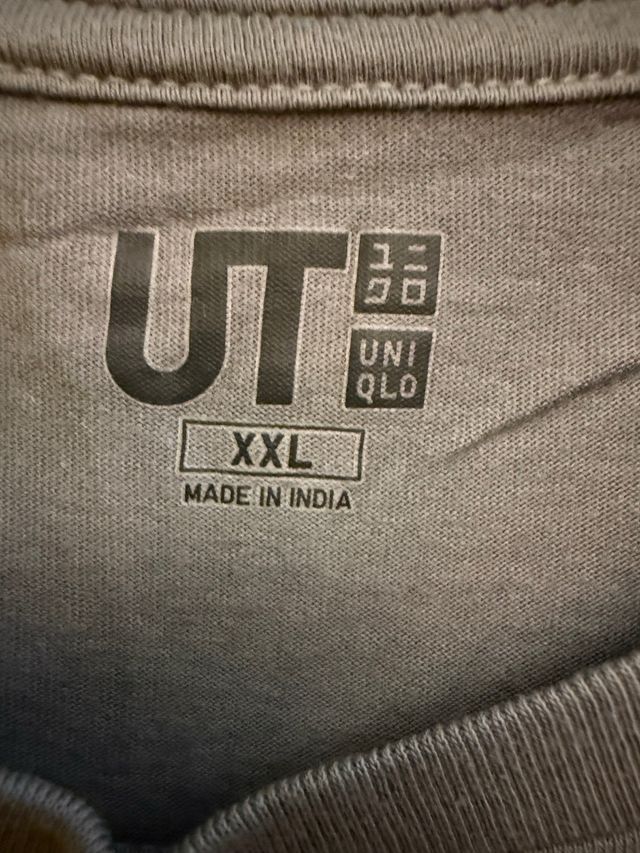 UT
ユニ
クロ
UNI
QLO
XXL
MADE IN INDIA